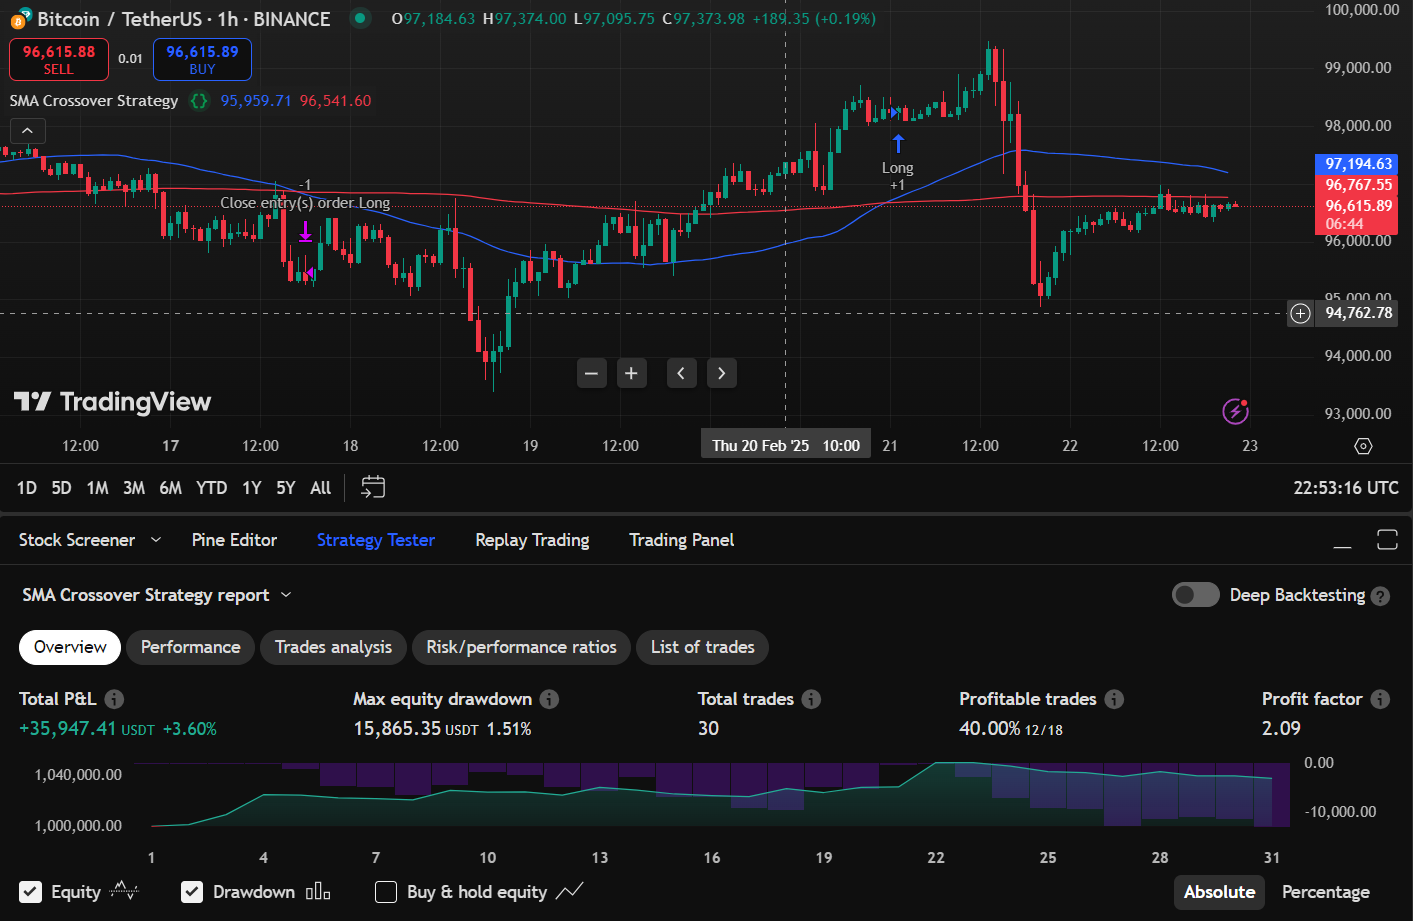 Bitcoin / TetherUS · 1h · BINANCE O97,184.63 H97,374.00 L97,095.75 C97,373.98 +189.35 (+0.19%)
96,615.88 SELL 0.01 96,615.89 BUY
SMA Crossover Strategy {} 95,959.71 96,541.60
100,000.00
99,000.00
98,000.00
97,194.63
96,767.55
96,615.89
06:44
96,000.00
95,000.00
94,762.78
94,000.00
93,000.00
-1
Close entry(s) order Long
Long
+1
TradingView
12:00 17 12:00 18 12:00 19 12:00 Thu 20 Feb '25 10:00 21 12:00 22 12:00 23
1D 5D 1M 3M 6M YTD 1Y 5Y All 22:53:16 UTC
Stock Screener Pine Editor Strategy Tester Replay Trading Trading Panel
SMA Crossover Strategy report Deep Backtesting ?
Overview Performance Trades analysis Risk/performance ratios List of trades
Total P&L Max equity drawdown Total trades Profitable trades Profit factor
+35,947.41 USDT +3.60% 15,865.35 USDT 1.51% 30 40.00% 12/18 2.09
1,040,000.00 0.00
1,000,000.00 -10,000.00
1 4 7 10 13 16 19 22 25 28 31
Equity Drawdown Buy & hold equity Absolute Percentage